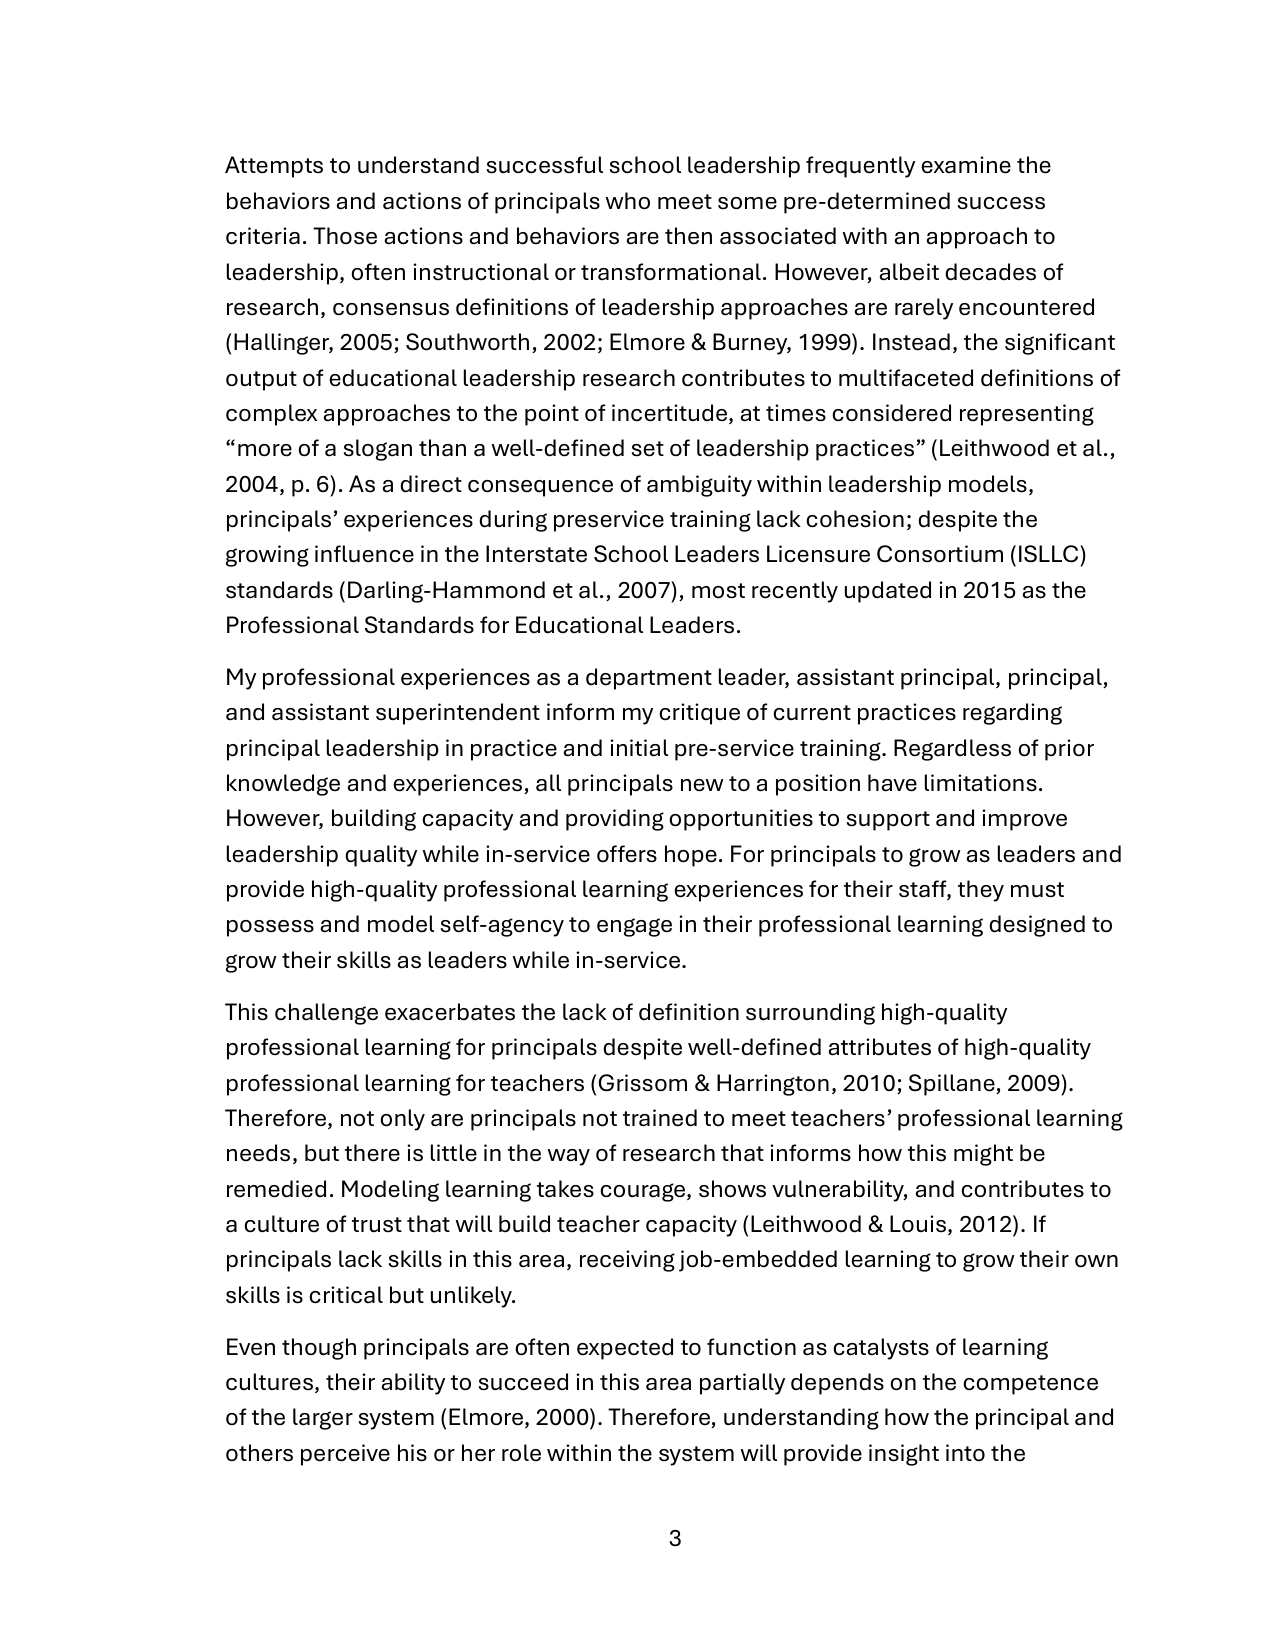 Attempts to understand successful school leadership frequently examine the
behaviors and actions of principals who meet some pre-determined success
criteria. Those actions and behaviors are then associated with an approach to
leadership, often instructional or transformational. However, albeit decades of
research, consensus definitions of leadership approaches are rarely encountered
(Hallinger, 2005; Southworth, 2002; Elmore & Burney, 1999). Instead, the significant
output of educational leadership research contributes to multifaceted definitions of
complex approaches to the point of incertitude, at times considered representing
“more of a slogan than a well-defined set of leadership practices” (Leithwood et al.,
2004, p. 6). As a direct consequence of ambiguity within leadership models,
principals’ experiences during preservice training lack cohesion; despite the
growing influence in the Interstate School Leaders Licensure Consortium (ISLLC)
standards (Darling-Hammond et al., 2007), most recently updated in 2015 as the
Professional Standards for Educational Leaders.
My professional experiences as a department leader, assistant principal, principal,
and assistant superintendent inform my critique of current practices regarding
principal leadership in practice and initial pre-service training. Regardless of prior
knowledge and experiences, all principals new to a position have limitations.
However, building capacity and providing opportunities to support and improve
leadership quality while in-service offers hope. For principals to grow as leaders and
provide high-quality professional learning experiences for their staff, they must
possess and model self-agency to engage in their professional learning designed to
grow their skills as leaders while in-service.
This challenge exacerbates the lack of definition surrounding high-quality
professional learning for principals despite well-defined attributes of high-quality
professional learning for teachers (Grissom & Harrington, 2010; Spillane, 2009).
Therefore, not only are principals not trained to meet teachers’ professional learning
needs, but there is little in the way of research that informs how this might be
remedied. Modeling learning takes courage, shows vulnerability, and contributes to
a culture of trust that will build teacher capacity (Leithwood & Louis, 2012). If
principals lack skills in this area, receiving job-embedded learning to grow their own
skills is critical but unlikely.
Even though principals are often expected to function as catalysts of learning
cultures, their ability to succeed in this area partially depends on the competence
of the larger system (Elmore, 2000). Therefore, understanding how the principal and
others perceive his or her role within the system will provide insight into the
3